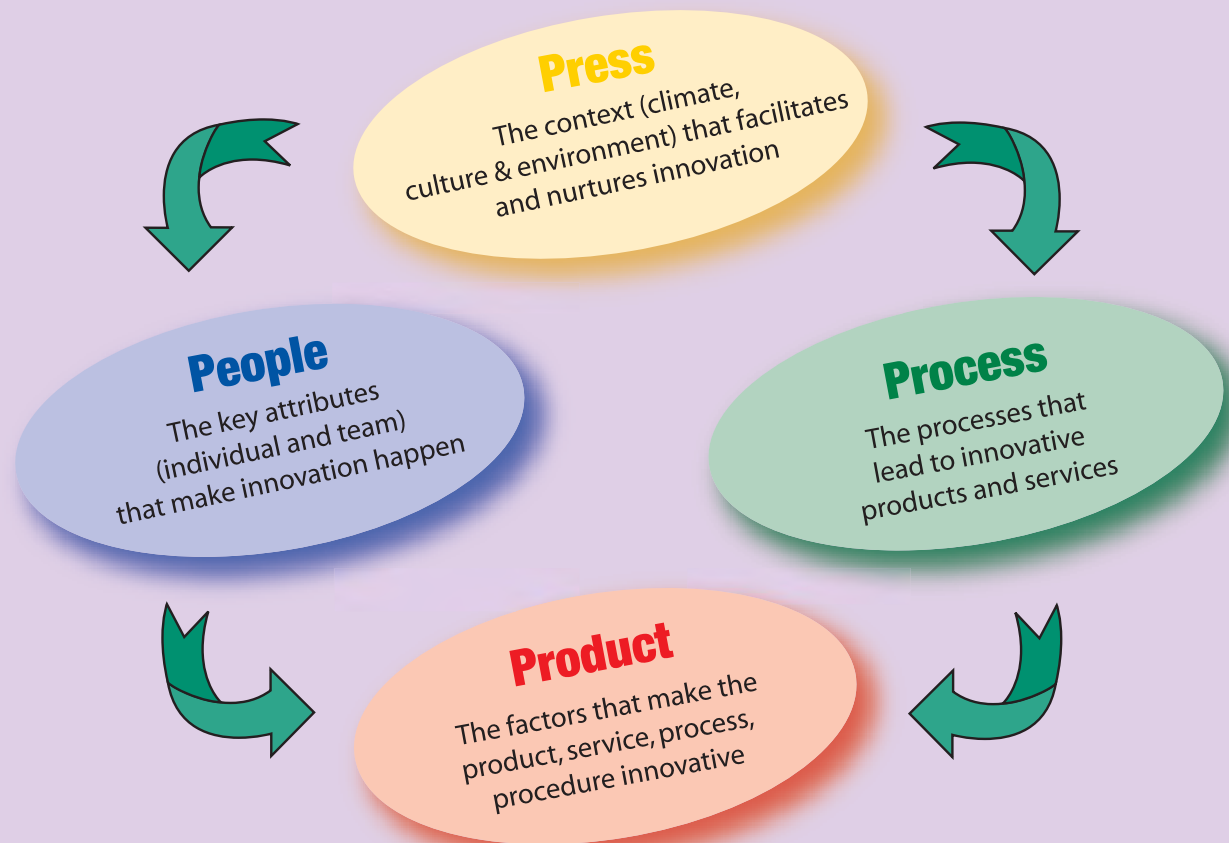 Press
The context (climate,
culture & environment) that facilitates
and nurtures innovation
People
The key attributes
(individual and team)
that make innovation happen
Process
The processes that
lead to innovative
products and services
Product
The factors that make the
product, service, process,
procedure innovative